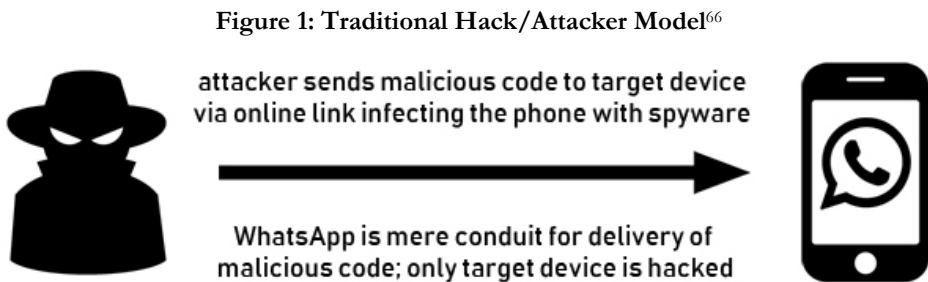 Figure 1: Traditional Hack/Attacker Model⁶⁶
attacker sends malicious code to target device
via online link infecting the phone with spyware
WhatsApp is mere conduit for delivery of
malicious code; only target device is hacked